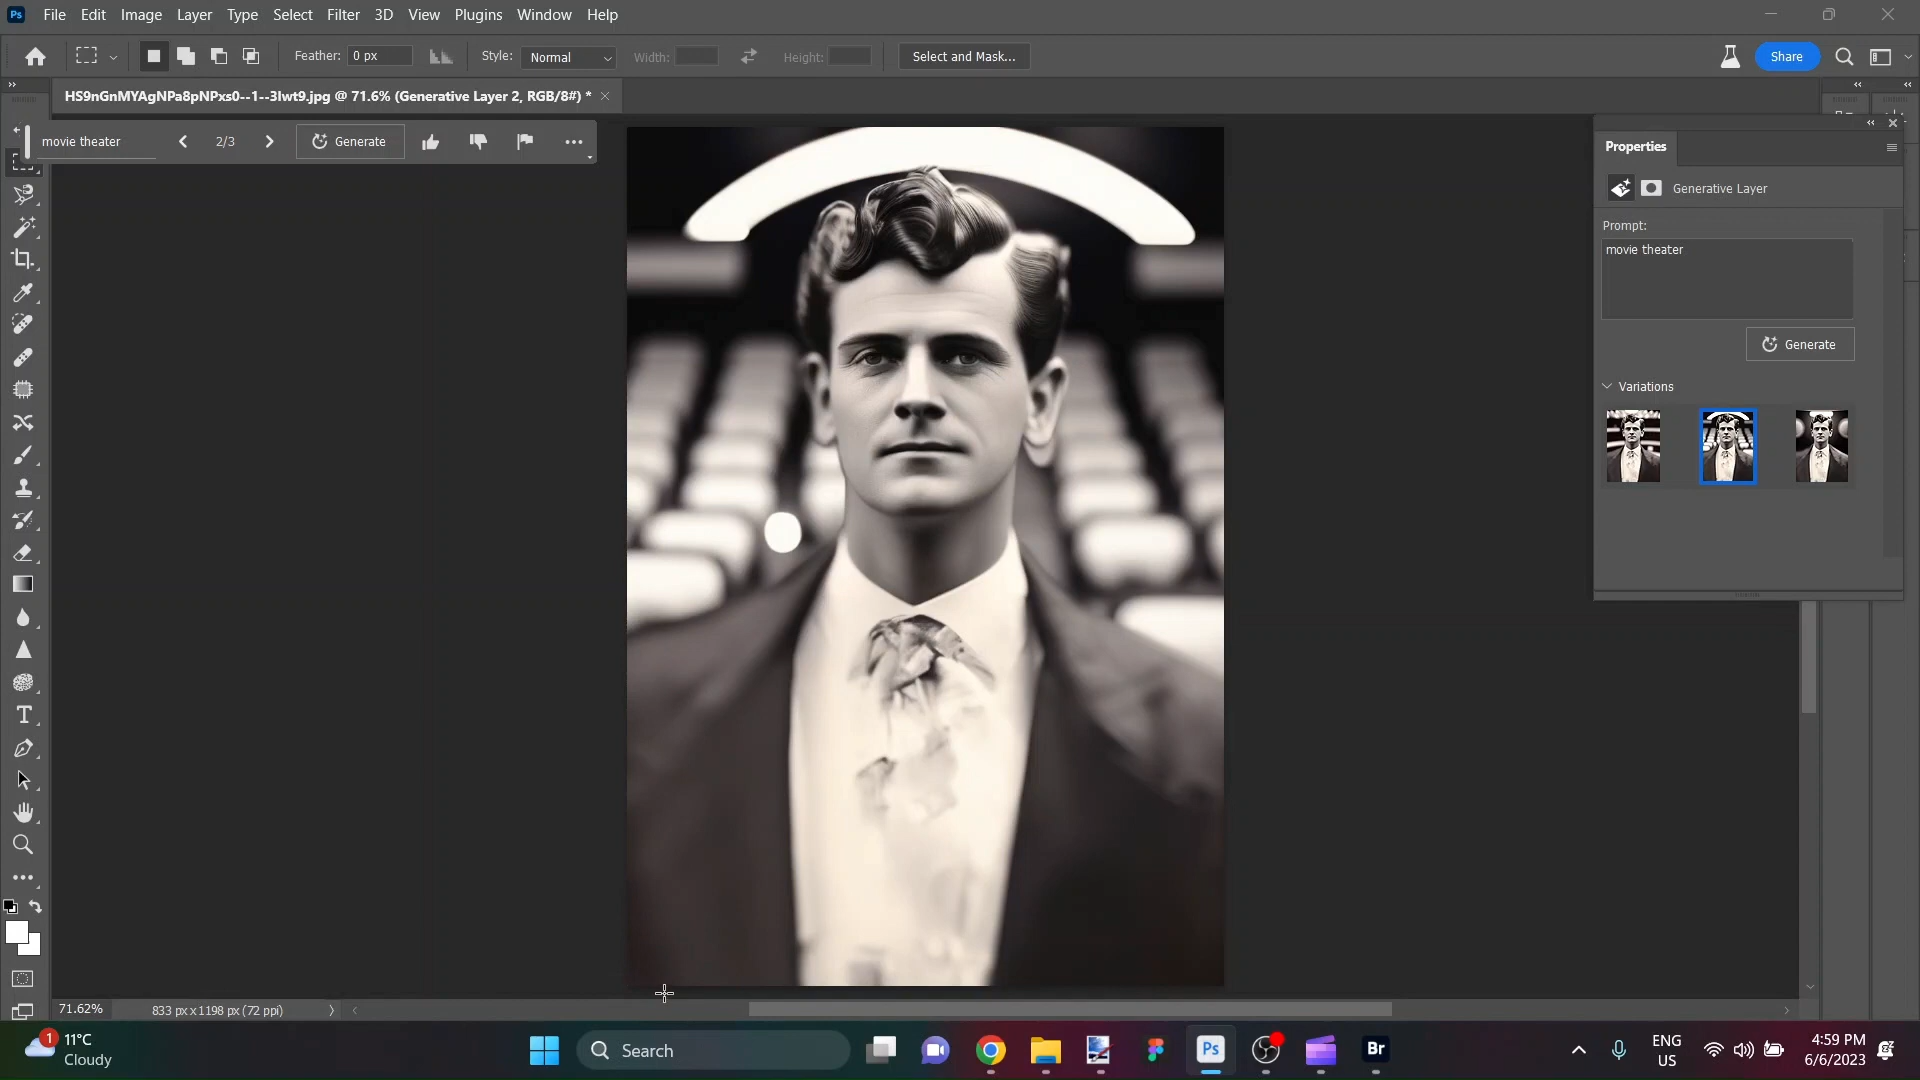 Ps File Edit Image Layer Type Select Filter 3D View Plugins Window Help
Feather: 0 px Style: Normal Width: Height: Select and Mask... Share
HS9nGnMYAgNPa8pNPxs0--1--3lwt9.jpg @ 71.6% (Generative Layer 2, RGB/8#) *
movie theater 2/3 Generate
Properties
Generative Layer
Prompt:
movie theater
Generate
Variations
71.62% 833 px x 1198 px (72 ppi)
1 11°C
Cloudy
Search
Ps
Br
ENG
US
4:59 PM
6/6/2023